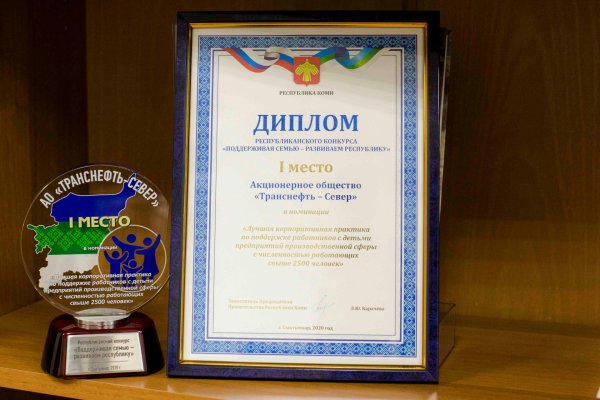 АО «ТРАНСНЕФТЬ-СЕВЕР»
I МЕСТО
в номинации
«Лучшая корпоративная практика
по поддержке работников с детьми
предприятий производственной сферы
с численностью работающих
свыше 2500 человек»
Республиканский конкурс
«Поддерживая семью –
развиваем республику»
г. Сыктывкар, 2020 г.
РЕСПУБЛИКА КОМИ
ДИПЛОМ
РЕСПУБЛИКАНСКОГО КОНКУРСА
«ПОДДЕРЖИВАЯ СЕМЬЮ – РАЗВИВАЕМ РЕСПУБЛИКУ»
I место
Акционерное общество
«Транснефть – Север»
в номинации
«Лучшая корпоративная практика
по поддержке работников с детьми
предприятий производственной сферы
с численностью работающих
свыше 2500 человек»
Заместитель Председателя
Правительства Республики Коми
Л.Ю. Карачёва
г. Сыктывкар, 2020 год